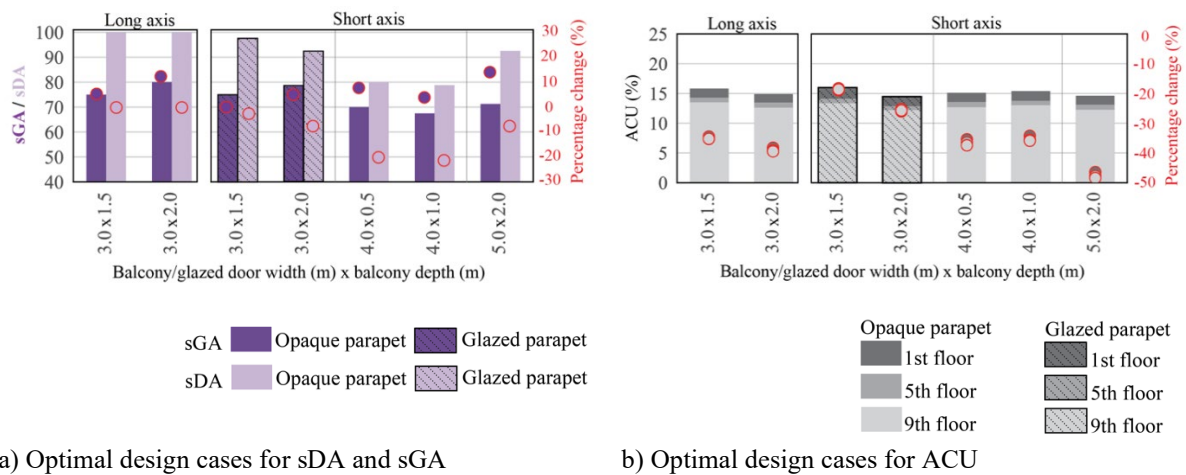 Long axis
Short axis
100
90
80
70
60
50
40
sGA / sDA
30
20
10
0
-10
-20
-30
Percentage change (%)
3.0 x 1.5
3.0 x 2.0
3.0 x 1.5
3.0 x 2.0
4.0 x 0.5
4.0 x 1.0
5.0 x 2.0
Balcony/glazed door width (m) x balcony depth (m)
sGA Opaque parapet Glazed parapet
sDA Opaque parapet Glazed parapet
a) Optimal design cases for sDA and sGA
Long axis
Short axis
25
20
15
10
5
0
ACU (%)
0
-10
-20
-30
-40
-50
Percentage change (%)
3.0 x 1.5
3.0 x 2.0
3.0 x 1.5
3.0 x 2.0
4.0 x 0.5
4.0 x 1.0
5.0 x 2.0
Balcony/glazed door width (m) x balcony depth (m)
Opaque parapet
1st floor
5th floor
9th floor
Glazed parapet
1st floor
5th floor
9th floor
b) Optimal design cases for ACU